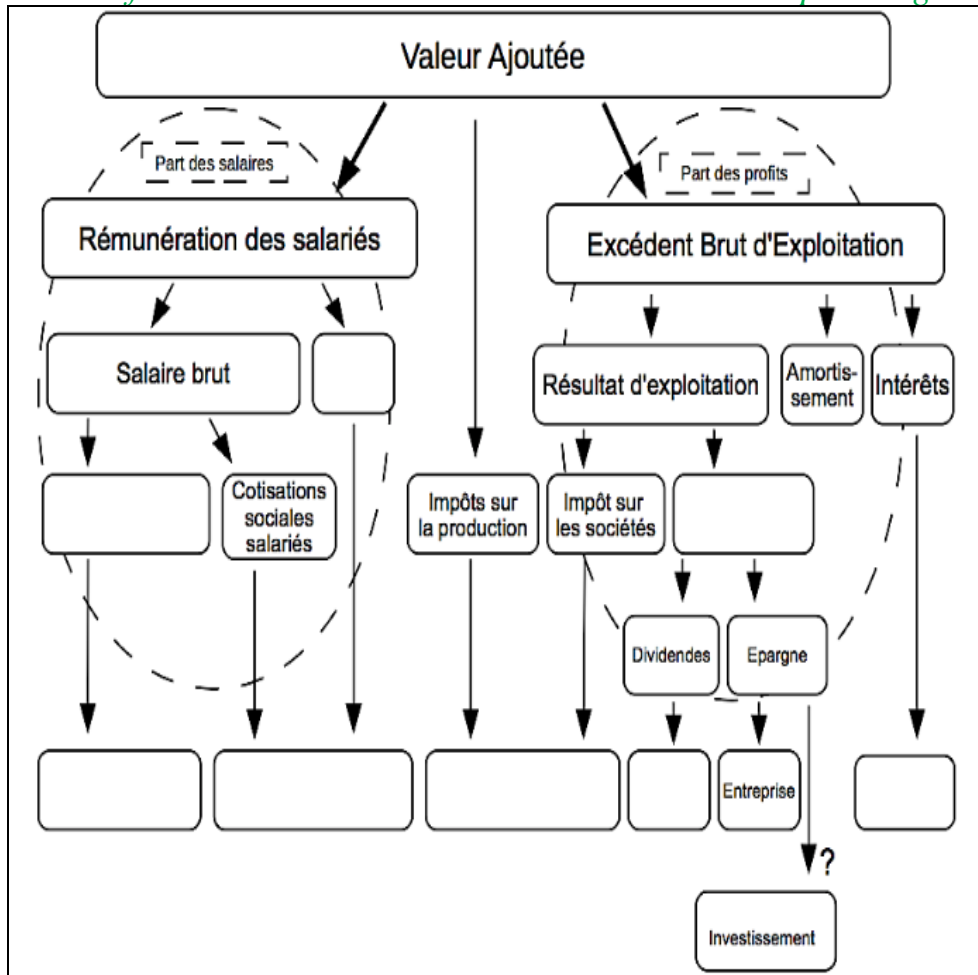 Valeur Ajoutée
Part des salaires
Part des profits
Rémunération des salariés
Excédent Brut d'Exploitation
Salaire brut
Résultat d'exploitation
Amortis-
sement
Intérêts
Cotisations
sociales
salariés
Impôts sur
la production
Impôt sur
les sociétés
Dividendes
Epargne
Entreprise
?
Investissement